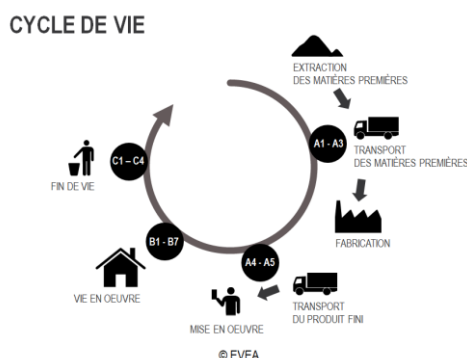 CYCLE DE VIE
EXTRACTION
DES MATIÈRES PREMIÈRES
A1 - A3
TRANSPORT
DES MATIÈRES PREMIÈRES
FABRICATION
A4 - A5
TRANSPORT
DU PRODUIT FINI
MISE EN OEUVRE
B1 - B7
VIE EN OEUVRE
C1 – C4
FIN DE VIE
© EVEA